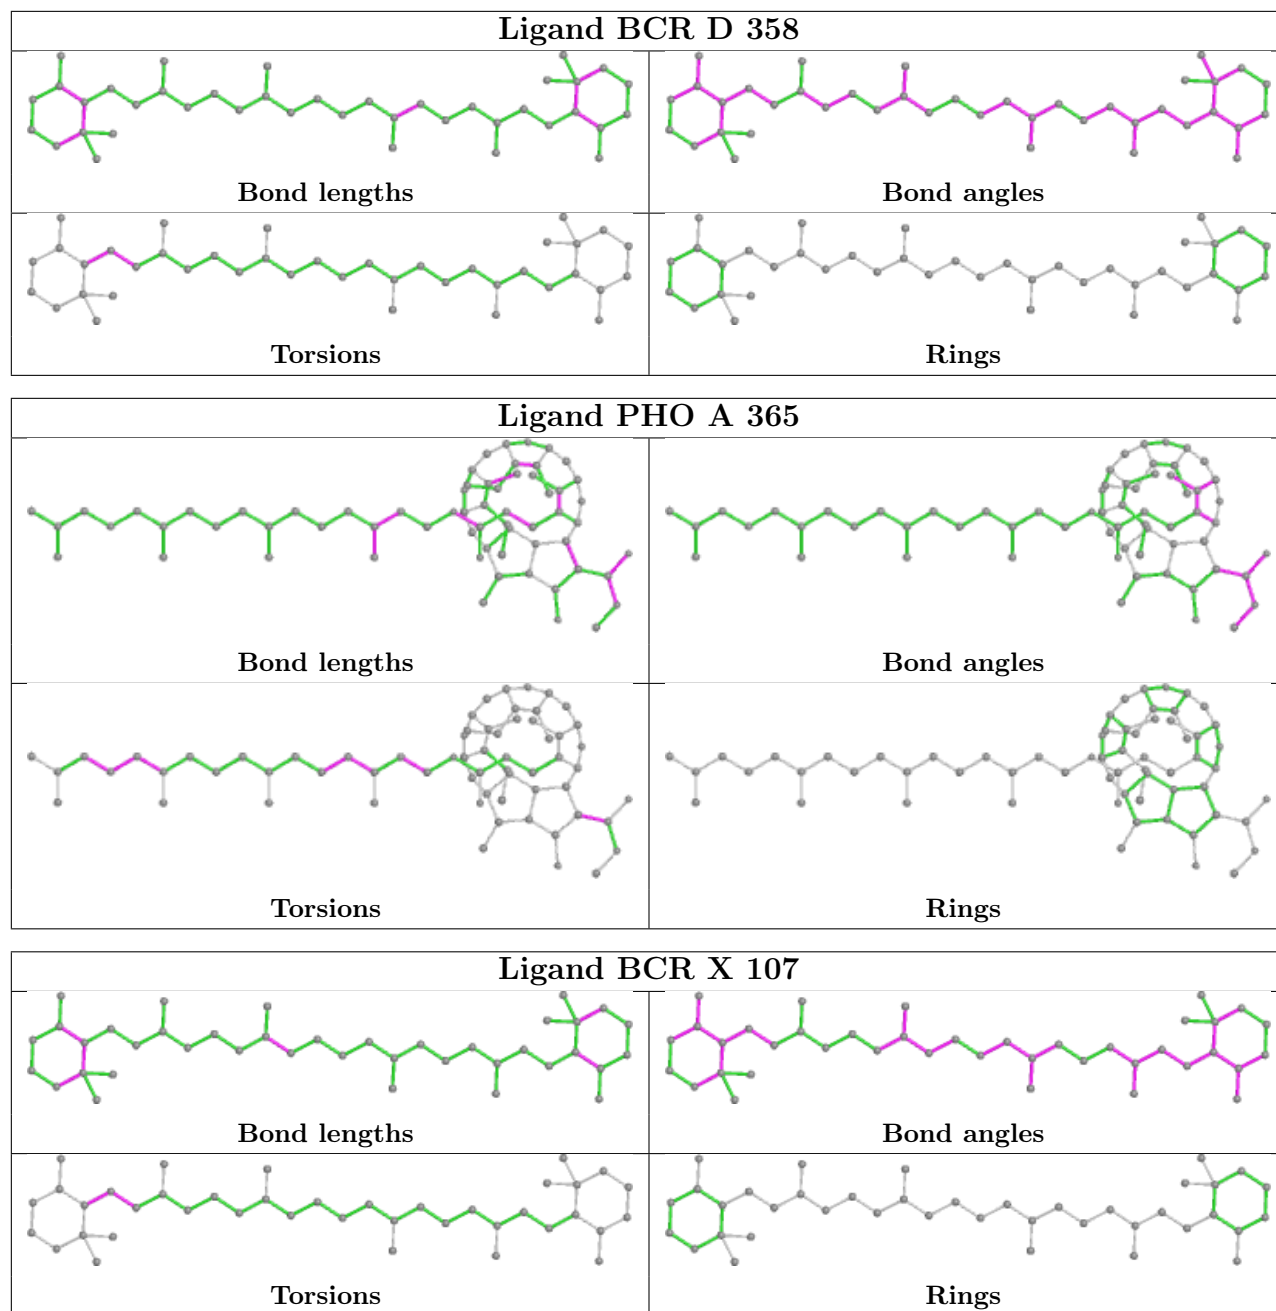 Ligand BCR D 358
Bond lengths Bond angles
Torsions Rings
Ligand PHO A 365
Bond lengths Bond angles
Torsions Rings
Ligand BCR X 107
Bond lengths Bond angles
Torsions Rings